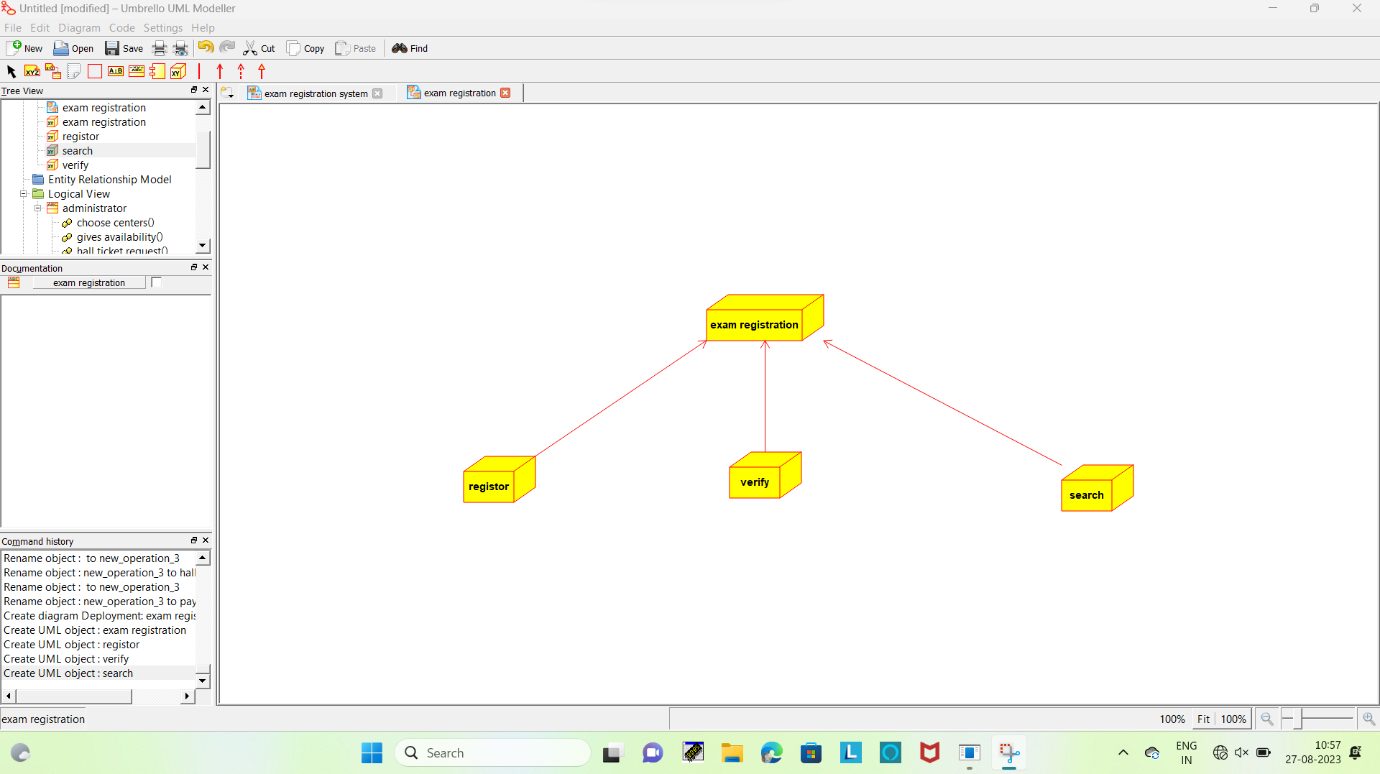 Untitled [modified] – Umbrello UML Modeller
File Edit Diagram Code Settings Help
New Open Save Cut Copy Paste Find
XYZ A±B XY
Tree View
exam registration system
exam registration
exam registration
exam registration
registor
search
verify
Entity Relationship Model
Logical View
administrator
choose centers()
gives availability()
hall ticket request()
Documentation
exam registration
exam registration
registor
verify
search
Command history
Rename object : to new_operation_3
Rename object : new_operation_3 to hall
Rename object : to new_operation_3
Rename object : new_operation_3 to pay
Create diagram Deployment: exam regis
Create UML object : exam registration
Create UML object : registor
Create UML object : verify
Create UML object : search
exam registration
100% Fit 100%
Search
L
ENG
IN
10:57
27-08-2023